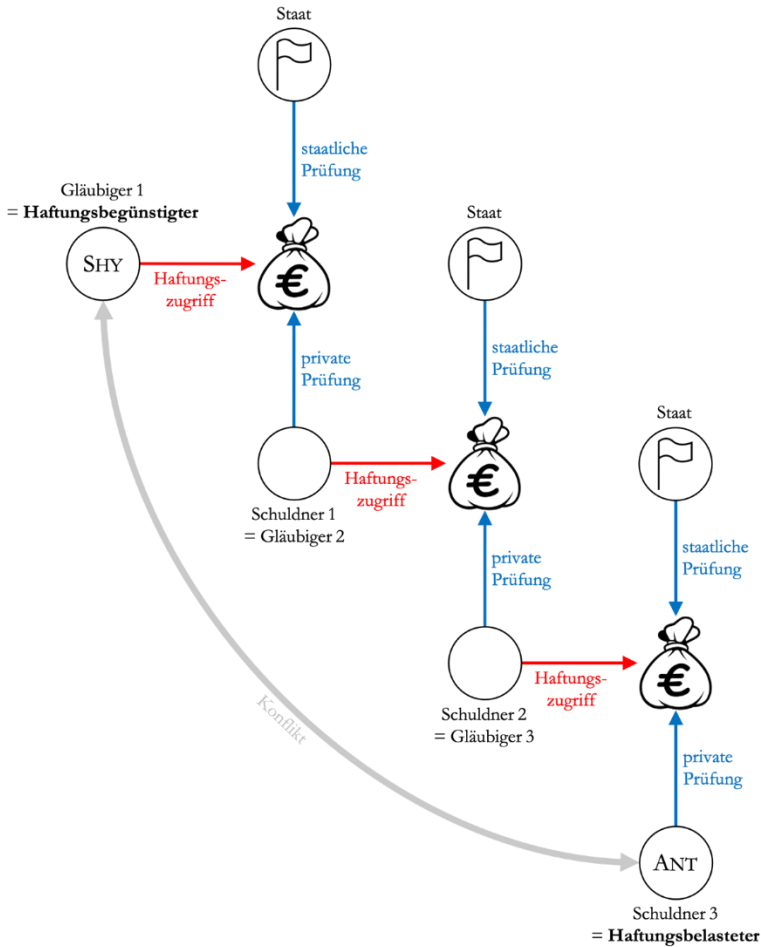 Staat
staatliche
Prüfung
Gläubiger 1
= Haftungsbegünstigter
SHY
Haftungs-
zugriff
€
Staat
private
Prüfung
staatliche
Prüfung
Schuldner 1
= Gläubiger 2
Haftungs-
zugriff
€
Staat
private
Prüfung
staatliche
Prüfung
Schuldner 2
= Gläubiger 3
Haftungs-
zugriff
€
Konflikt
private
Prüfung
ANT
Schuldner 3
= Haftungsbelasteter